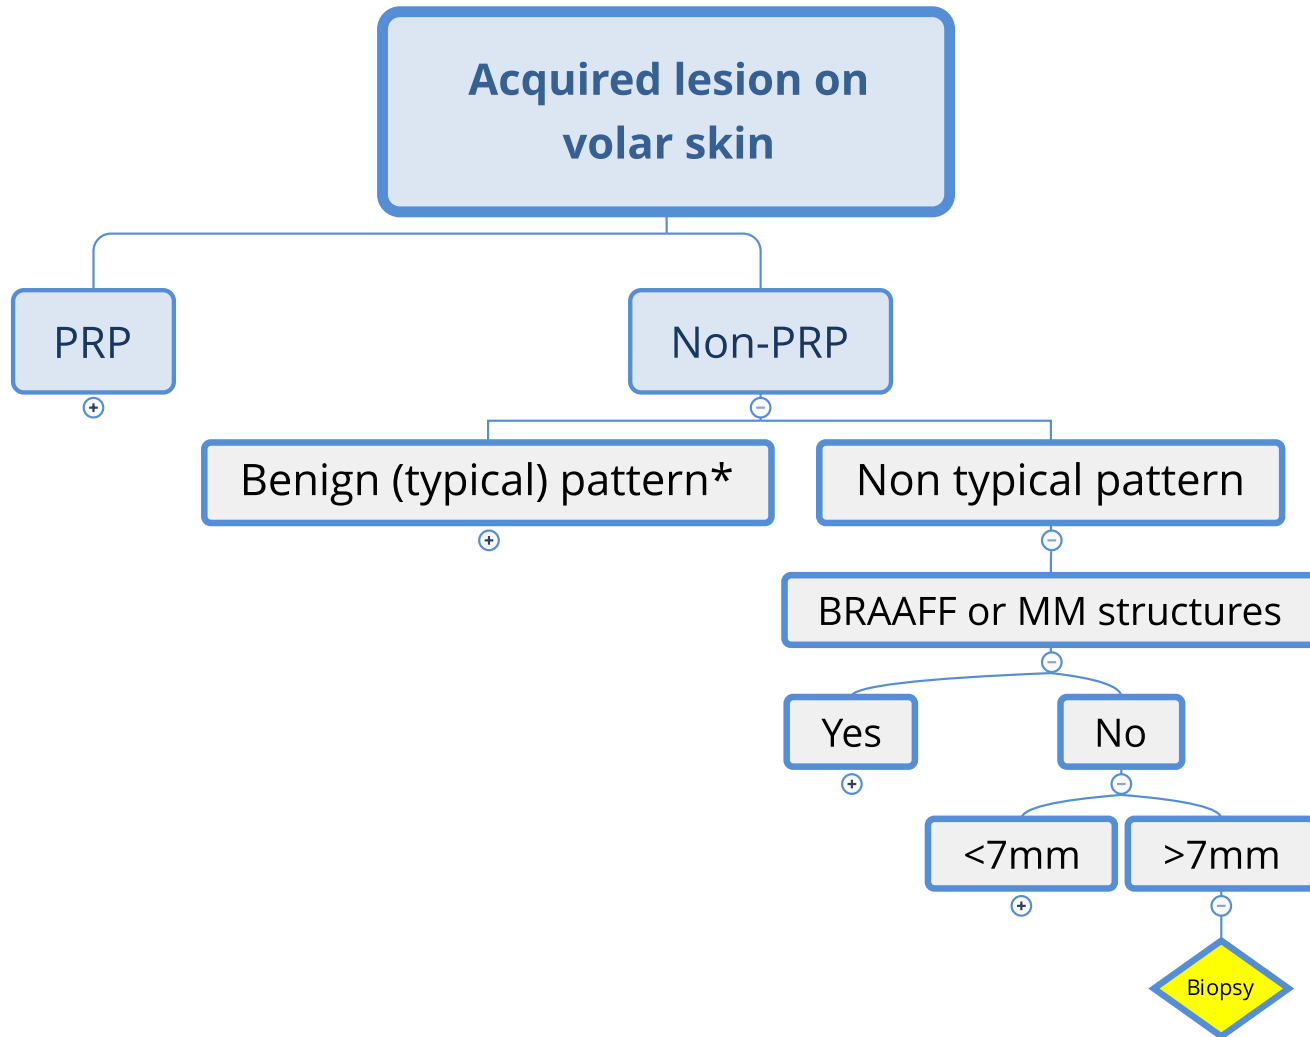 Acquired lesion on
volar skin
PRP
Non-PRP
Benign (typical) pattern*
Non typical pattern
BRAAFF or MM structures
Yes
No
<7mm
>7mm
Biopsy